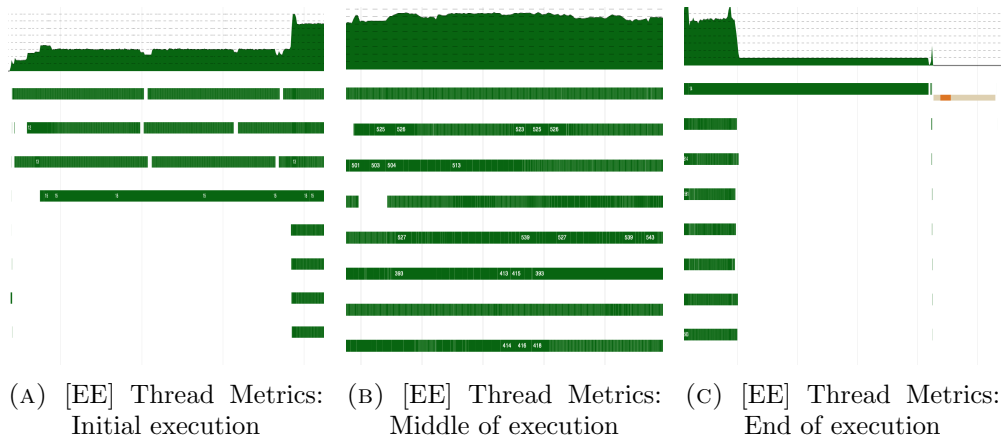 525 526 523 525 526
501 503 504 513
527 539 527 539 543
393 413 415 393
414 416 418
(A) [EE] Thread Metrics:
Initial execution
(B) [EE] Thread Metrics:
Middle of execution
(C) [EE] Thread Metrics:
End of execution